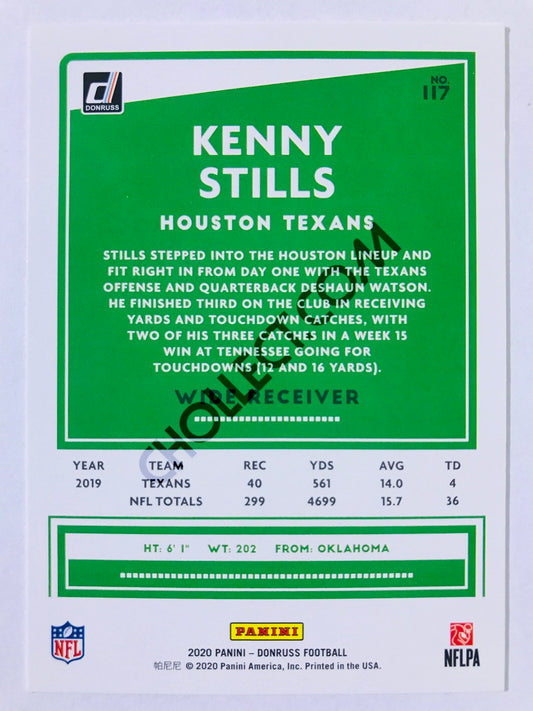 DONRUSS
NO.
117
KENNY
STILLS
HOUSTON TEXANS
STILLS STEPPED INTO THE HOUSTON LINEUP AND
FIT RIGHT IN FROM DAY ONE WITH THE TEXANS
OFFENSE AND QUARTERBACK DESHAUN WATSON.
HE FINISHED THIRD ON THE CLUB IN RECEIVING
YARDS AND TOUCHDOWN CATCHES, WITH
TWO OF HIS THREE CATCHES IN A WEEK 15
WIN AT TENNESSEE GOING FOR
TOUCHDOWNS (12 AND 16 YARDS).
WIDE RECEIVER
CHOLLECT.COM
YEAR TEAM REC YDS AVG TD
2019 TEXANS 40 561 14.0 4
NFL TOTALS 299 4699 15.7 36
HT: 6' 1" WT: 202 FROM: OKLAHOMA
NFL
PANINI
2020 PANINI – DONRUSS FOOTBALL
帕尼尼 © 2020 Panini America, Inc. Printed in the USA.
NFLPA